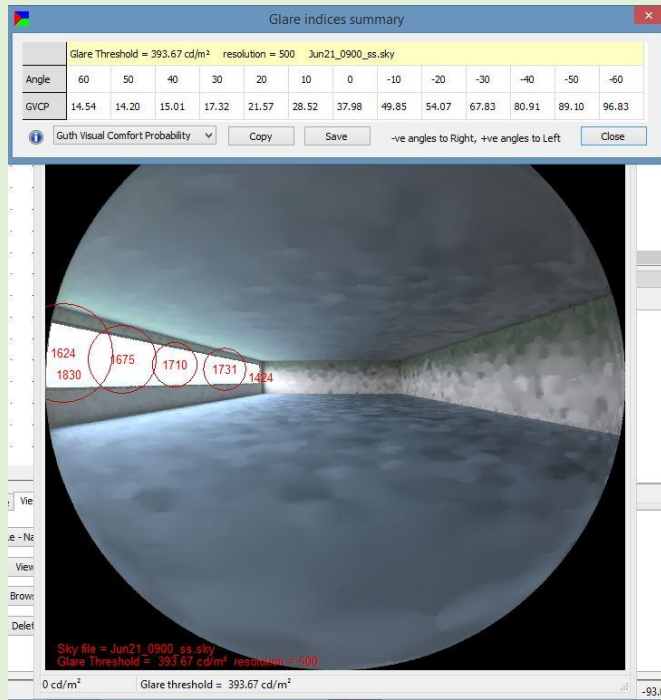 Glare indices summary
Glare Threshold = 393.67 cd/m² resolution = 500 Jun21_0900_ss.sky
Angle 60 50 40 30 20 10 0 -10 -20 -30 -40 -50 -60
GVCP 14.54 14.20 15.01 17.32 21.57 28.52 37.98 49.85 54.07 67.83 80.91 89.10 96.83
Guth Visual Comfort Probability Copy Save -ve angles to Right, +ve angles to Left Close
1624 1675 1710 1731
1830 1424
Vie
e - Na
View
Brows
Delet
Sky file = Jun21_0900_ss.sky
Glare Threshold = 393.67 cd/m² resolution = 500
0 cd/m² Glare threshold = 393.67 cd/m²